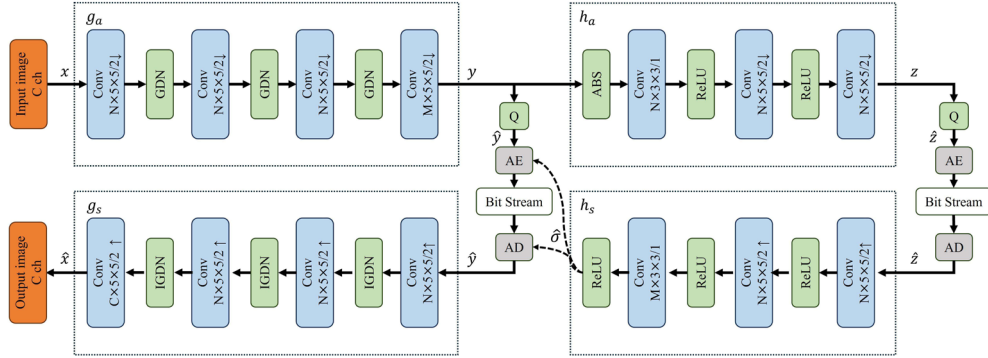 g_a
h_a
Input image
C ch
x
Conv
N×5×5/2↓
GDN
Conv
N×5×5/2↓
GDN
Conv
N×5×5/2↓
GDN
Conv
M×5×5/2↓
y
ABS
Conv
N×3×3/1
ReLU
Conv
N×5×5/2↓
ReLU
Conv
N×5×5/2↓
z
Q
Q
ŷ
ẑ
AE
AE
Bit Stream
Bit Stream
g_s
h_s
AD
σ̂
AD
Output image
C ch
x̂
Conv
C×5×5/2 ↑
IGDN
Conv
N×5×5/2 ↑
IGDN
Conv
N×5×5/2 ↑
IGDN
Conv
N×5×5/2↑
ŷ
ReLU
Conv
M×3×3/1
ReLU
Conv
N×5×5/2 ↑
ReLU
Conv
N×5×5/2↑
ẑ